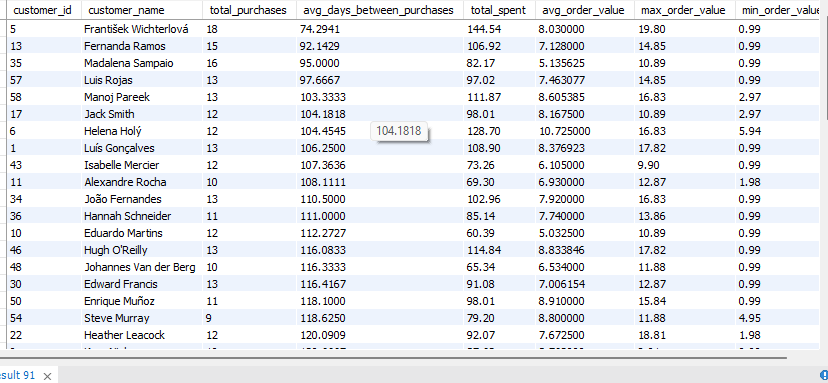 customer_id customer_name total_purchases avg_days_between_purchases total_spent avg_order_value max_order_value min_order_value
5 František Wichterlová 18 74.2941 144.54 8.030000 19.80 0.99
13 Fernanda Ramos 15 92.1429 106.92 7.128000 14.85 0.99
35 Madalena Sampaio 16 95.0000 82.17 5.135625 10.89 0.99
57 Luis Rojas 13 97.6667 97.02 7.463077 14.85 0.99
58 Manoj Pareek 13 103.3333 111.87 8.605385 16.83 2.97
17 Jack Smith 12 104.1818 98.01 8.167500 10.89 2.97
6 Helena Holý 12 104.4545 104.1818 128.70 10.725000 16.83 5.94
1 Luís Gonçalves 13 106.2500 108.90 8.376923 17.82 0.99
43 Isabelle Mercier 12 107.3636 73.26 6.105000 9.90 0.99
11 Alexandre Rocha 10 108.1111 69.30 6.930000 12.87 1.98
34 João Fernandes 13 110.5000 102.96 7.920000 16.83 0.99
36 Hannah Schneider 11 111.0000 85.14 7.740000 13.86 0.99
10 Eduardo Martins 12 112.2727 60.39 5.032500 10.89 0.99
46 Hugh O'Reilly 13 116.0833 114.84 8.833846 17.82 0.99
48 Johannes Van der Berg 10 116.3333 65.34 6.534000 11.88 0.99
30 Edward Francis 13 116.4167 91.08 7.006154 12.87 0.99
50 Enrique Muñoz 11 118.1000 98.01 8.910000 15.84 0.99
54 Steve Murray 9 118.6250 79.20 8.800000 11.88 4.95
22 Heather Leacock 12 120.0909 92.07 7.672500 18.81 1.98
esult 91